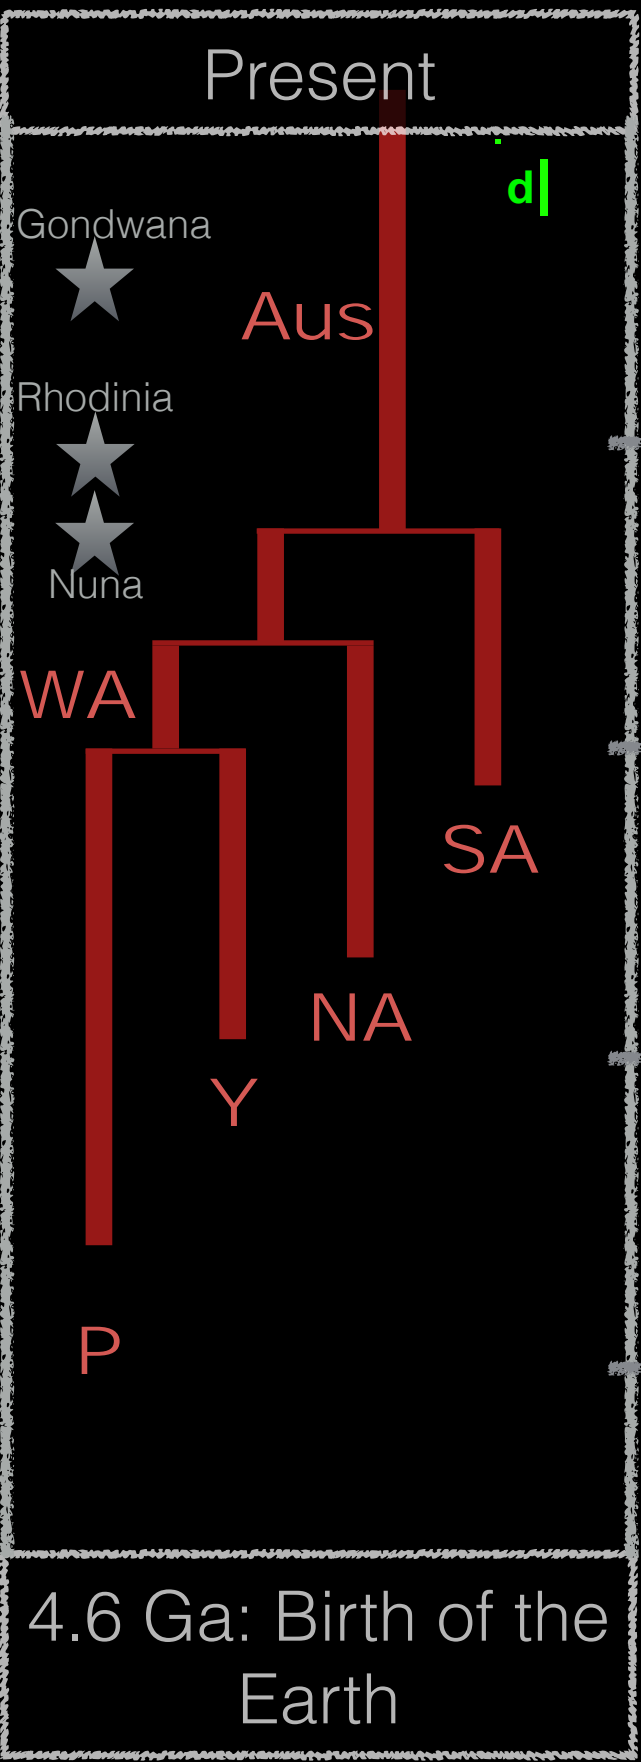 Present
d
Gondwana
Aus
Rhodinia
Nuna
WA
SA
NA
Y
P
4.6 Ga: Birth of the
Earth